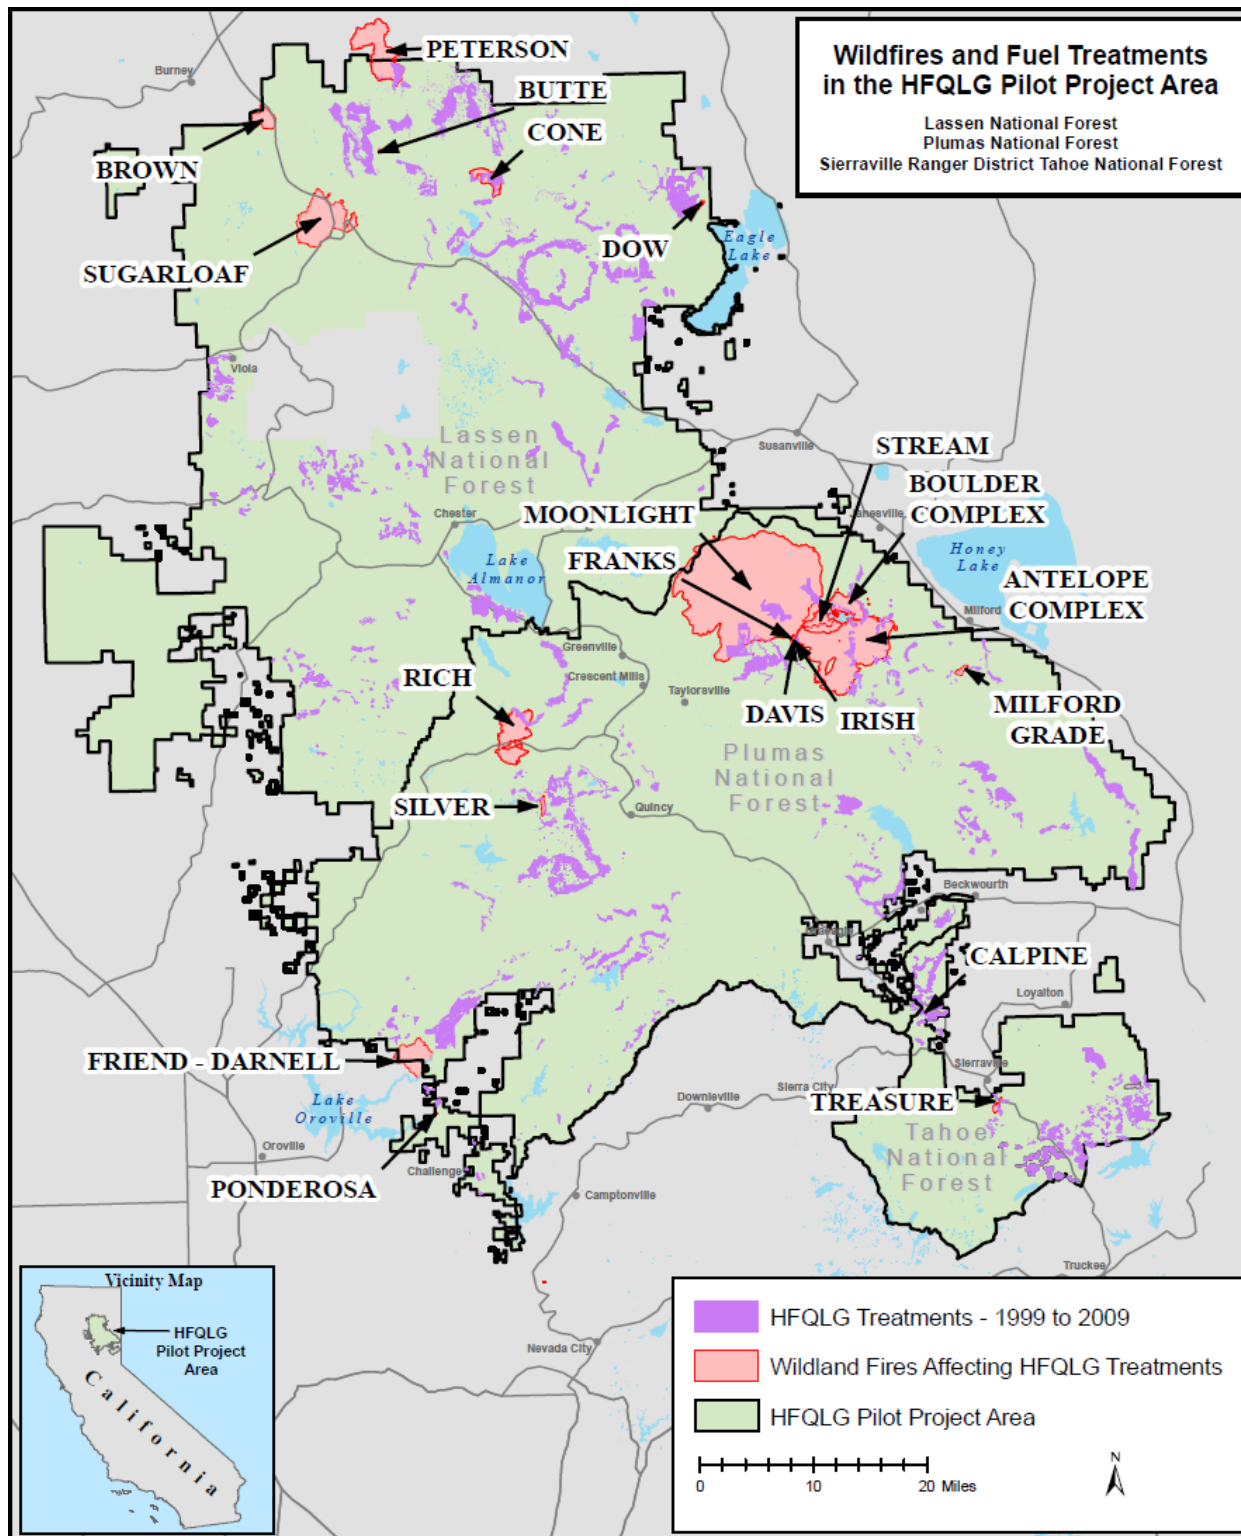 Wildfires and Fuel Treatments
in the HFQLG Pilot Project Area
Lassen National Forest
Plumas National Forest
Sierraville Ranger District Tahoe National Forest
PETERSON
Burney
BUTTE
CONE
BROWN
DOW
Eagle
Lake
SUGARLOAF
Viola
Lassen
National
Forest
Susanville
STREAM
BOULDER
COMPLEX
Chester
MOONLIGHT
Janesville
Honey
Lake
Lake
Almanor
FRANKS
ANTELOPE
COMPLEX
Milford
Greenville
Crescent Mills
RICH
Taylorsville
DAVIS
IRISH
MILFORD
GRADE
Plumas
National
Forest
SILVER
Quincy
Beckwourth
CALPINE
Loyalton
FRIEND - DARNELL
Sierraville
Sierra City
Downieville
TREASURE
Lake
Oroville
Tahoe
National
Forest
Oroville
Challenge
PONDEROSA
Camptonville
Truckee
Nevada City
Vicinity Map
HFQLG
Pilot Project
Area
California
HFQLG Treatments - 1999 to 2009
Wildland Fires Affecting HFQLG Treatments
HFQLG Pilot Project Area
0 10 20 Miles
N